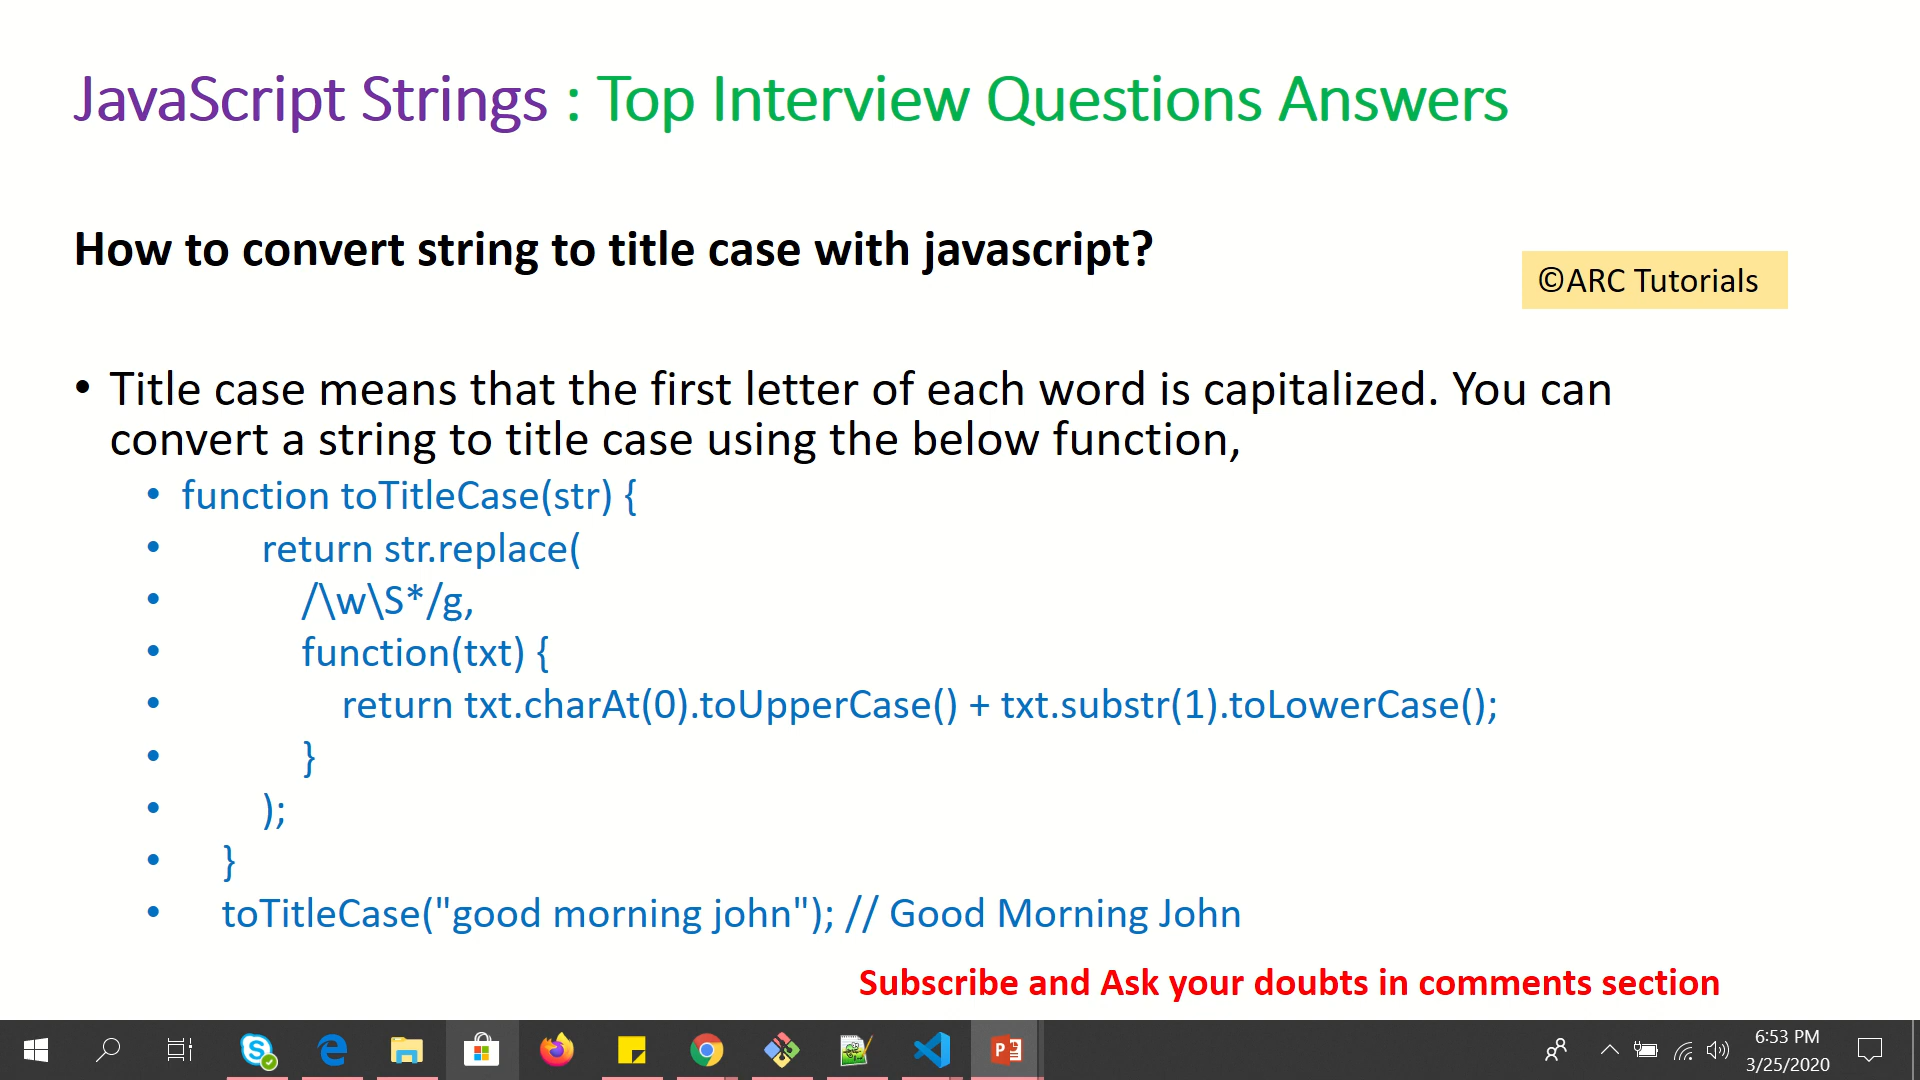 JavaScript Strings : Top Interview Questions Answers
How to convert string to title case with javascript?
©ARC Tutorials
• Title case means that the first letter of each word is capitalized. You can
convert a string to title case using the below function,
• function toTitleCase(str) {
• return str.replace(
• /\w\S*/g,
• function(txt) {
• return txt.charAt(0).toUpperCase() + txt.substr(1).toLowerCase();
• }
• );
• }
• toTitleCase("good morning john"); // Good Morning John
Subscribe and Ask your doubts in comments section
6:53 PM
3/25/2020